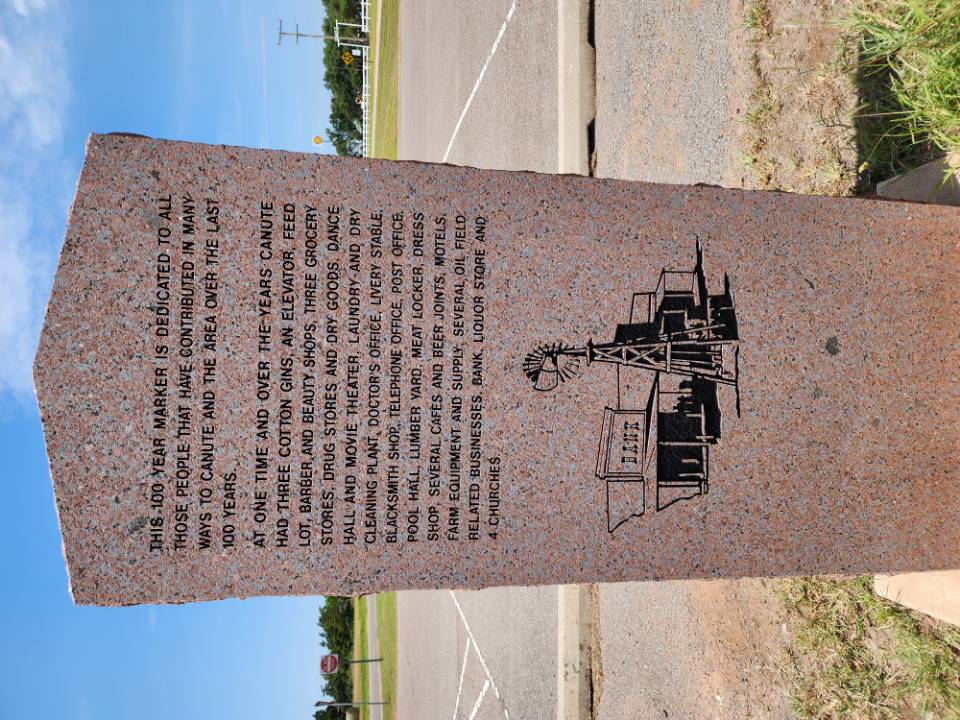 THIS 100 YEAR MARKER IS DEDICATED TO ALL
THOSE PEOPLE THAT HAVE CONTRIBUTED IN MANY
WAYS TO CANUTE AND THE AREA OVER THE LAST
100 YEARS.
AT ONE TIME AND OVER THE YEARS CANUTE
HAD THREE COTTON GINS, AN ELEVATOR, FEED
LOT, BARBER AND BEAUTY SHOPS, THREE GROCERY
STORES, DRUG STORES AND DRY GOODS, DANCE
HALL AND MOVIE THEATER, LAUNDRY AND DRY
CLEANING PLANT, DOCTOR'S OFFICE, LIVERY STABLE,
BLACKSMITH SHOP, TELEPHONE OFFICE, POST OFFICE,
POOL HALL, LUMBER YARD, MEAT LOCKER, DRESS
SHOP, SEVERAL CAFES AND BEER JOINTS, MOTELS,
FARM EQUIPMENT AND SUPPLY, SEVERAL OIL FIELD
RELATED BUSINESSES, BANK, LIQUOR STORE AND
4 CHURCHES.
BANK